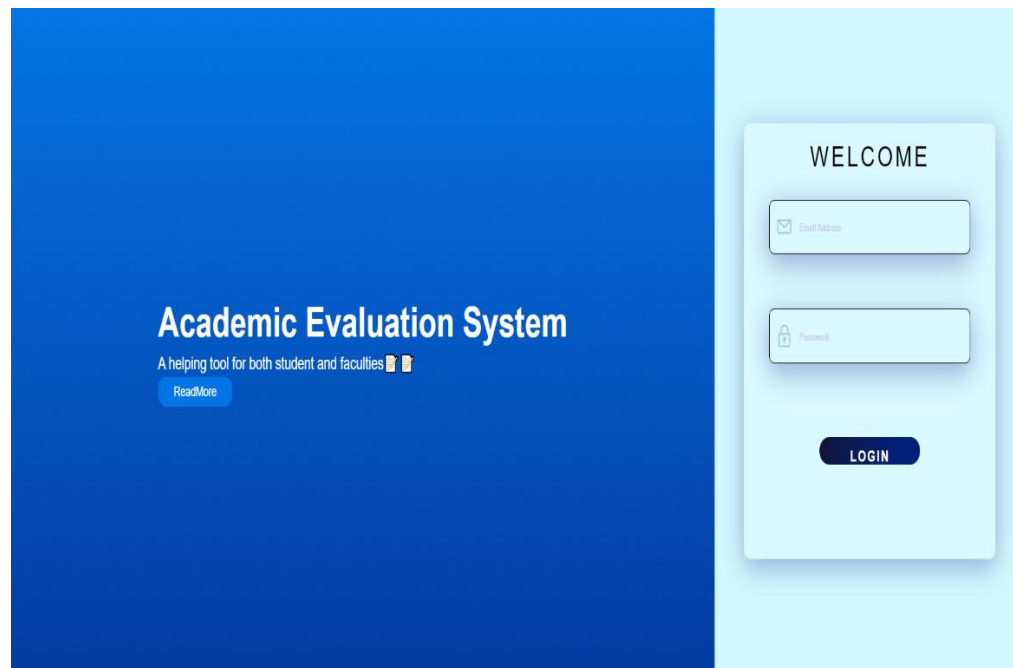 Academic Evaluation System
A helping tool for both student and faculties📝 📝
ReadMore
WELCOME
Email Address
Password
LOGIN